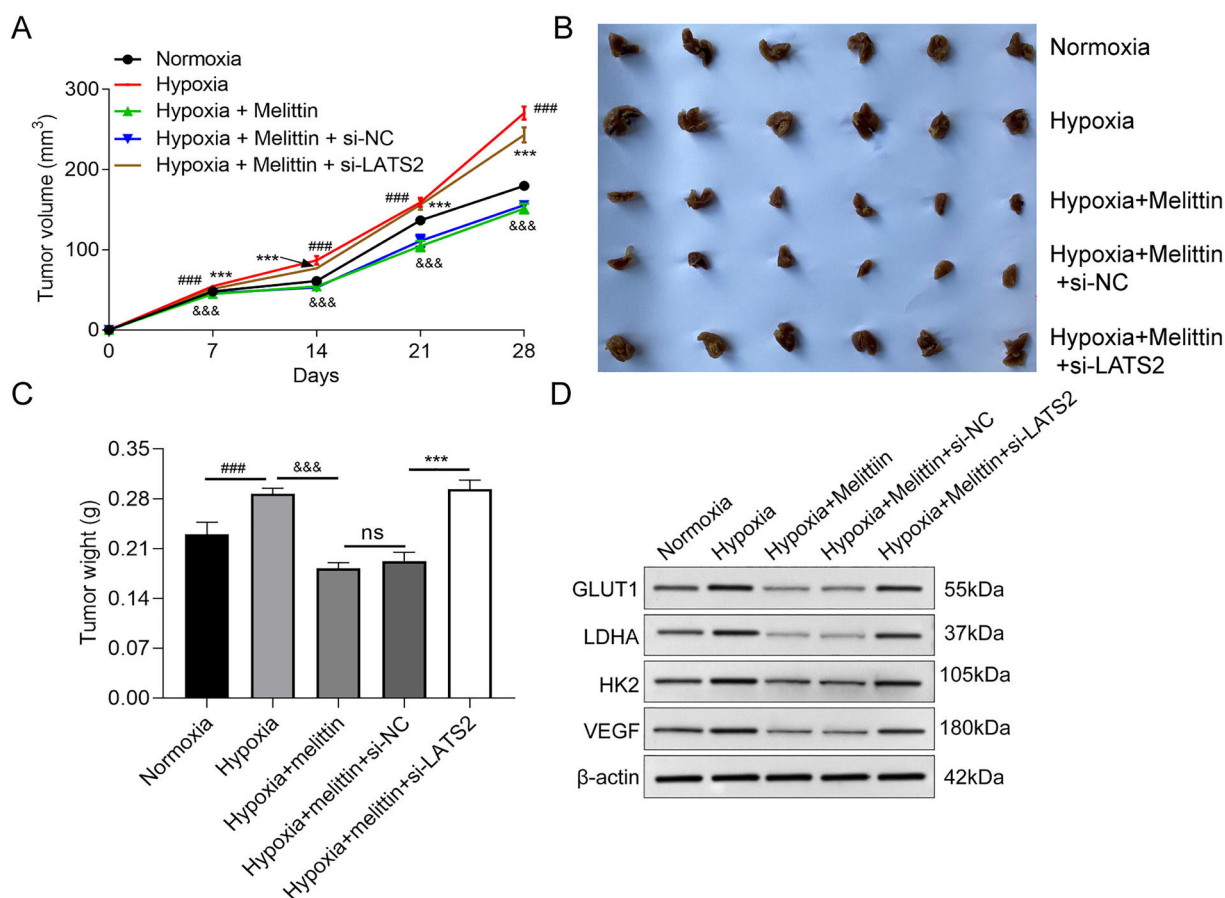 A
Normoxia
Hypoxia
Hypoxia + Melittin
Hypoxia + Melittin + si-NC
Hypoxia + Melittin + si-LATS2
Tumor volume (mm3)
300
200
100
0
0
7
14
21
28
Days
###
***
&&&
***
###
&&&
###
***
&&&
###
***
&&&
B
Normoxia
Hypoxia
Hypoxia+Melittin
Hypoxia+Melittin
+si-NC
Hypoxia+Melittin
+si-LATS2
C
Tumor wight (g)
0.35
0.28
0.21
0.14
0.07
0.00
###
&&&
ns
***
Normoxia
Hypoxia
Hypoxia+melittin
Hypoxia+melittin+si-NC
Hypoxia+melittin+si-LATS2
D
Normoxia
Hypoxia
Hypoxia+Melittiin
Hypoxia+Melittin+si-NC
Hypoxia+Melittin+si-LATS2
GLUT1 55kDa
LDHA 37kDa
HK2 105kDa
VEGF 180kDa
β-actin 42kDa